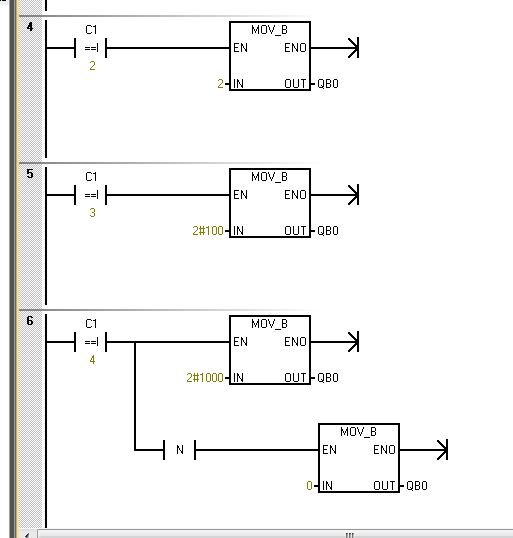 4
C1
==I
2
MOV_B
EN ENO
2 IN OUT QB0
5
C1
==I
3
MOV_B
EN ENO
2#100 IN OUT QB0
6
C1
==I
4
MOV_B
EN ENO
2#1000 IN OUT QB0
MOV_B
N EN ENO
0 IN OUT QB0